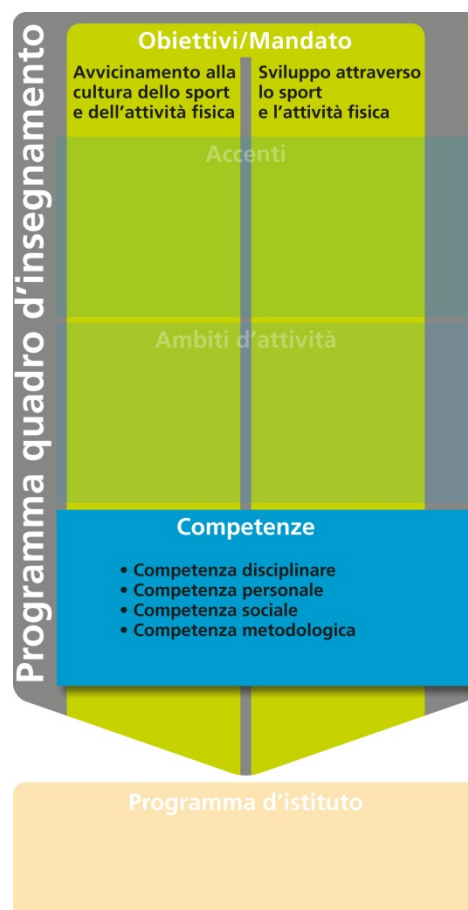 Programma quadro d'insegnamento
Obiettivi/Mandato
Avvicinamento alla
cultura dello sport
e dell'attività fisica
Sviluppo attraverso
lo sport
e l'attività fisica
Accenti
Ambiti d'attività
Competenze
• Competenza disciplinare
• Competenza personale
• Competenza sociale
• Competenza metodologica
Programma d'istituto